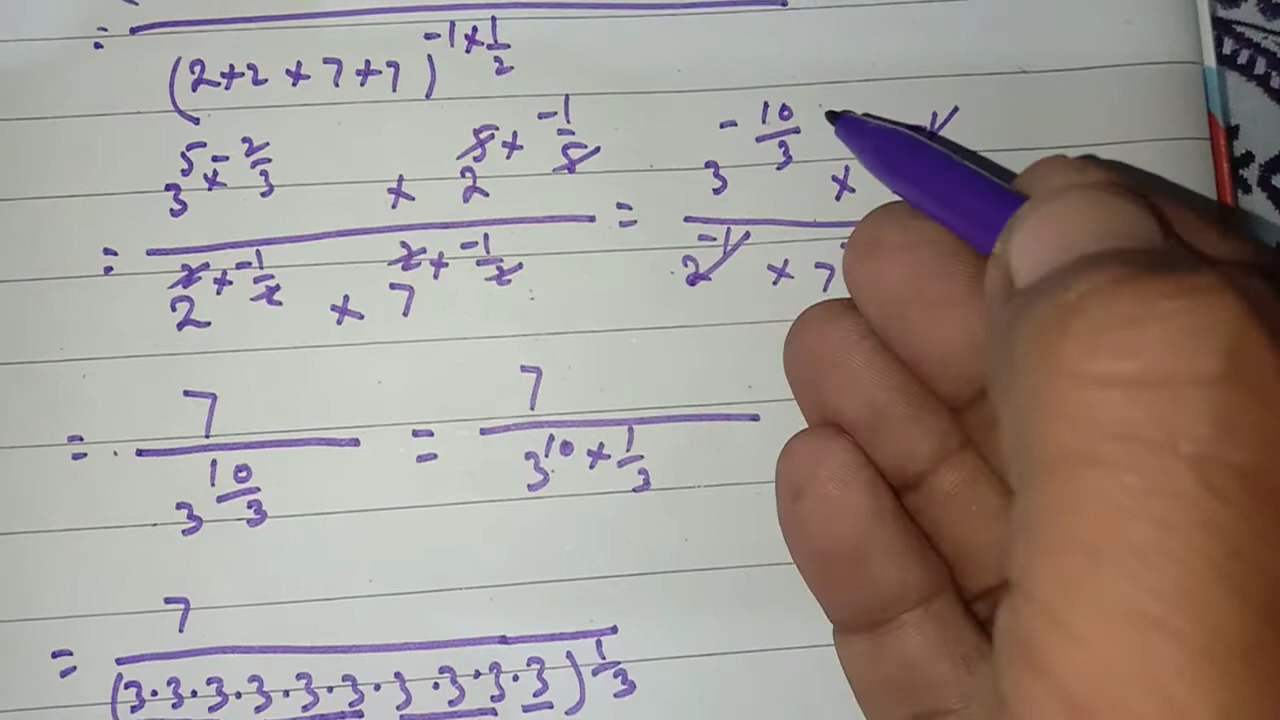 = (2+2 × 7+7)^{-1×1/2}
= (3^{5×-2/3} × 2^{5×-1/5}) / (2^{2×-1/2} × 7^{2×-1/2}) = (3^{-10/3} ×) / (2^{-1} × 7)
= 7 / 3^{10/3} = 7 / 3^{10×1/3}
= 7 / (3·3·3·3·3·3·3·3·3·3)^{1/3}